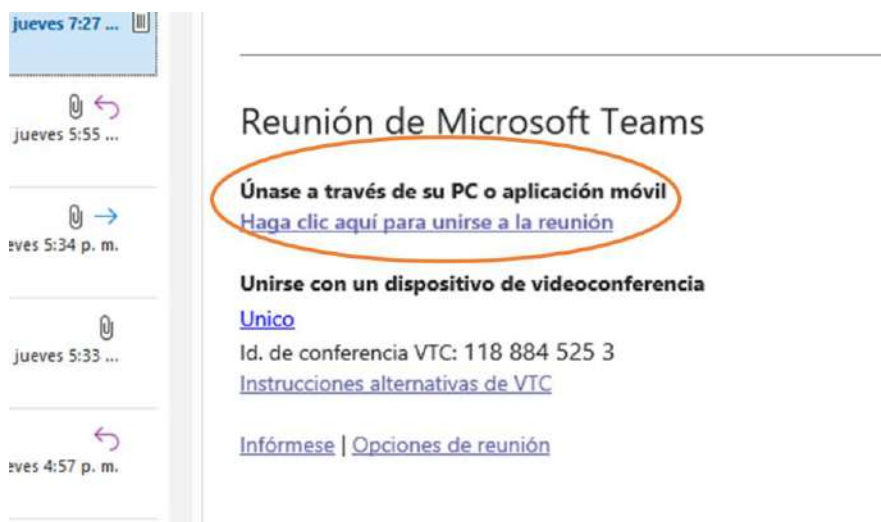 jueves 7:27 ...
jueves 5:55 ...
eves 5:34 p. m.
jueves 5:33 ...
eves 4:57 p. m.
Reunión de Microsoft Teams
Únase a través de su PC o aplicación móvil
Haga clic aquí para unirse a la reunión
Unirse con un dispositivo de videoconferencia
Unico
Id. de conferencia VTC: 118 884 525 3
Instrucciones alternativas de VTC
Infórmese | Opciones de reunión